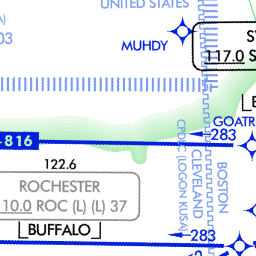 UNITED STATES
03
MUHDY
117.0 S
GOATR
283
-816
122.6
ROCHESTER
10.0 ROC (L) (L) 37
BUFFALO
283
CPDLC (LOGON KUSA)
CLEVELAND
BOSTON